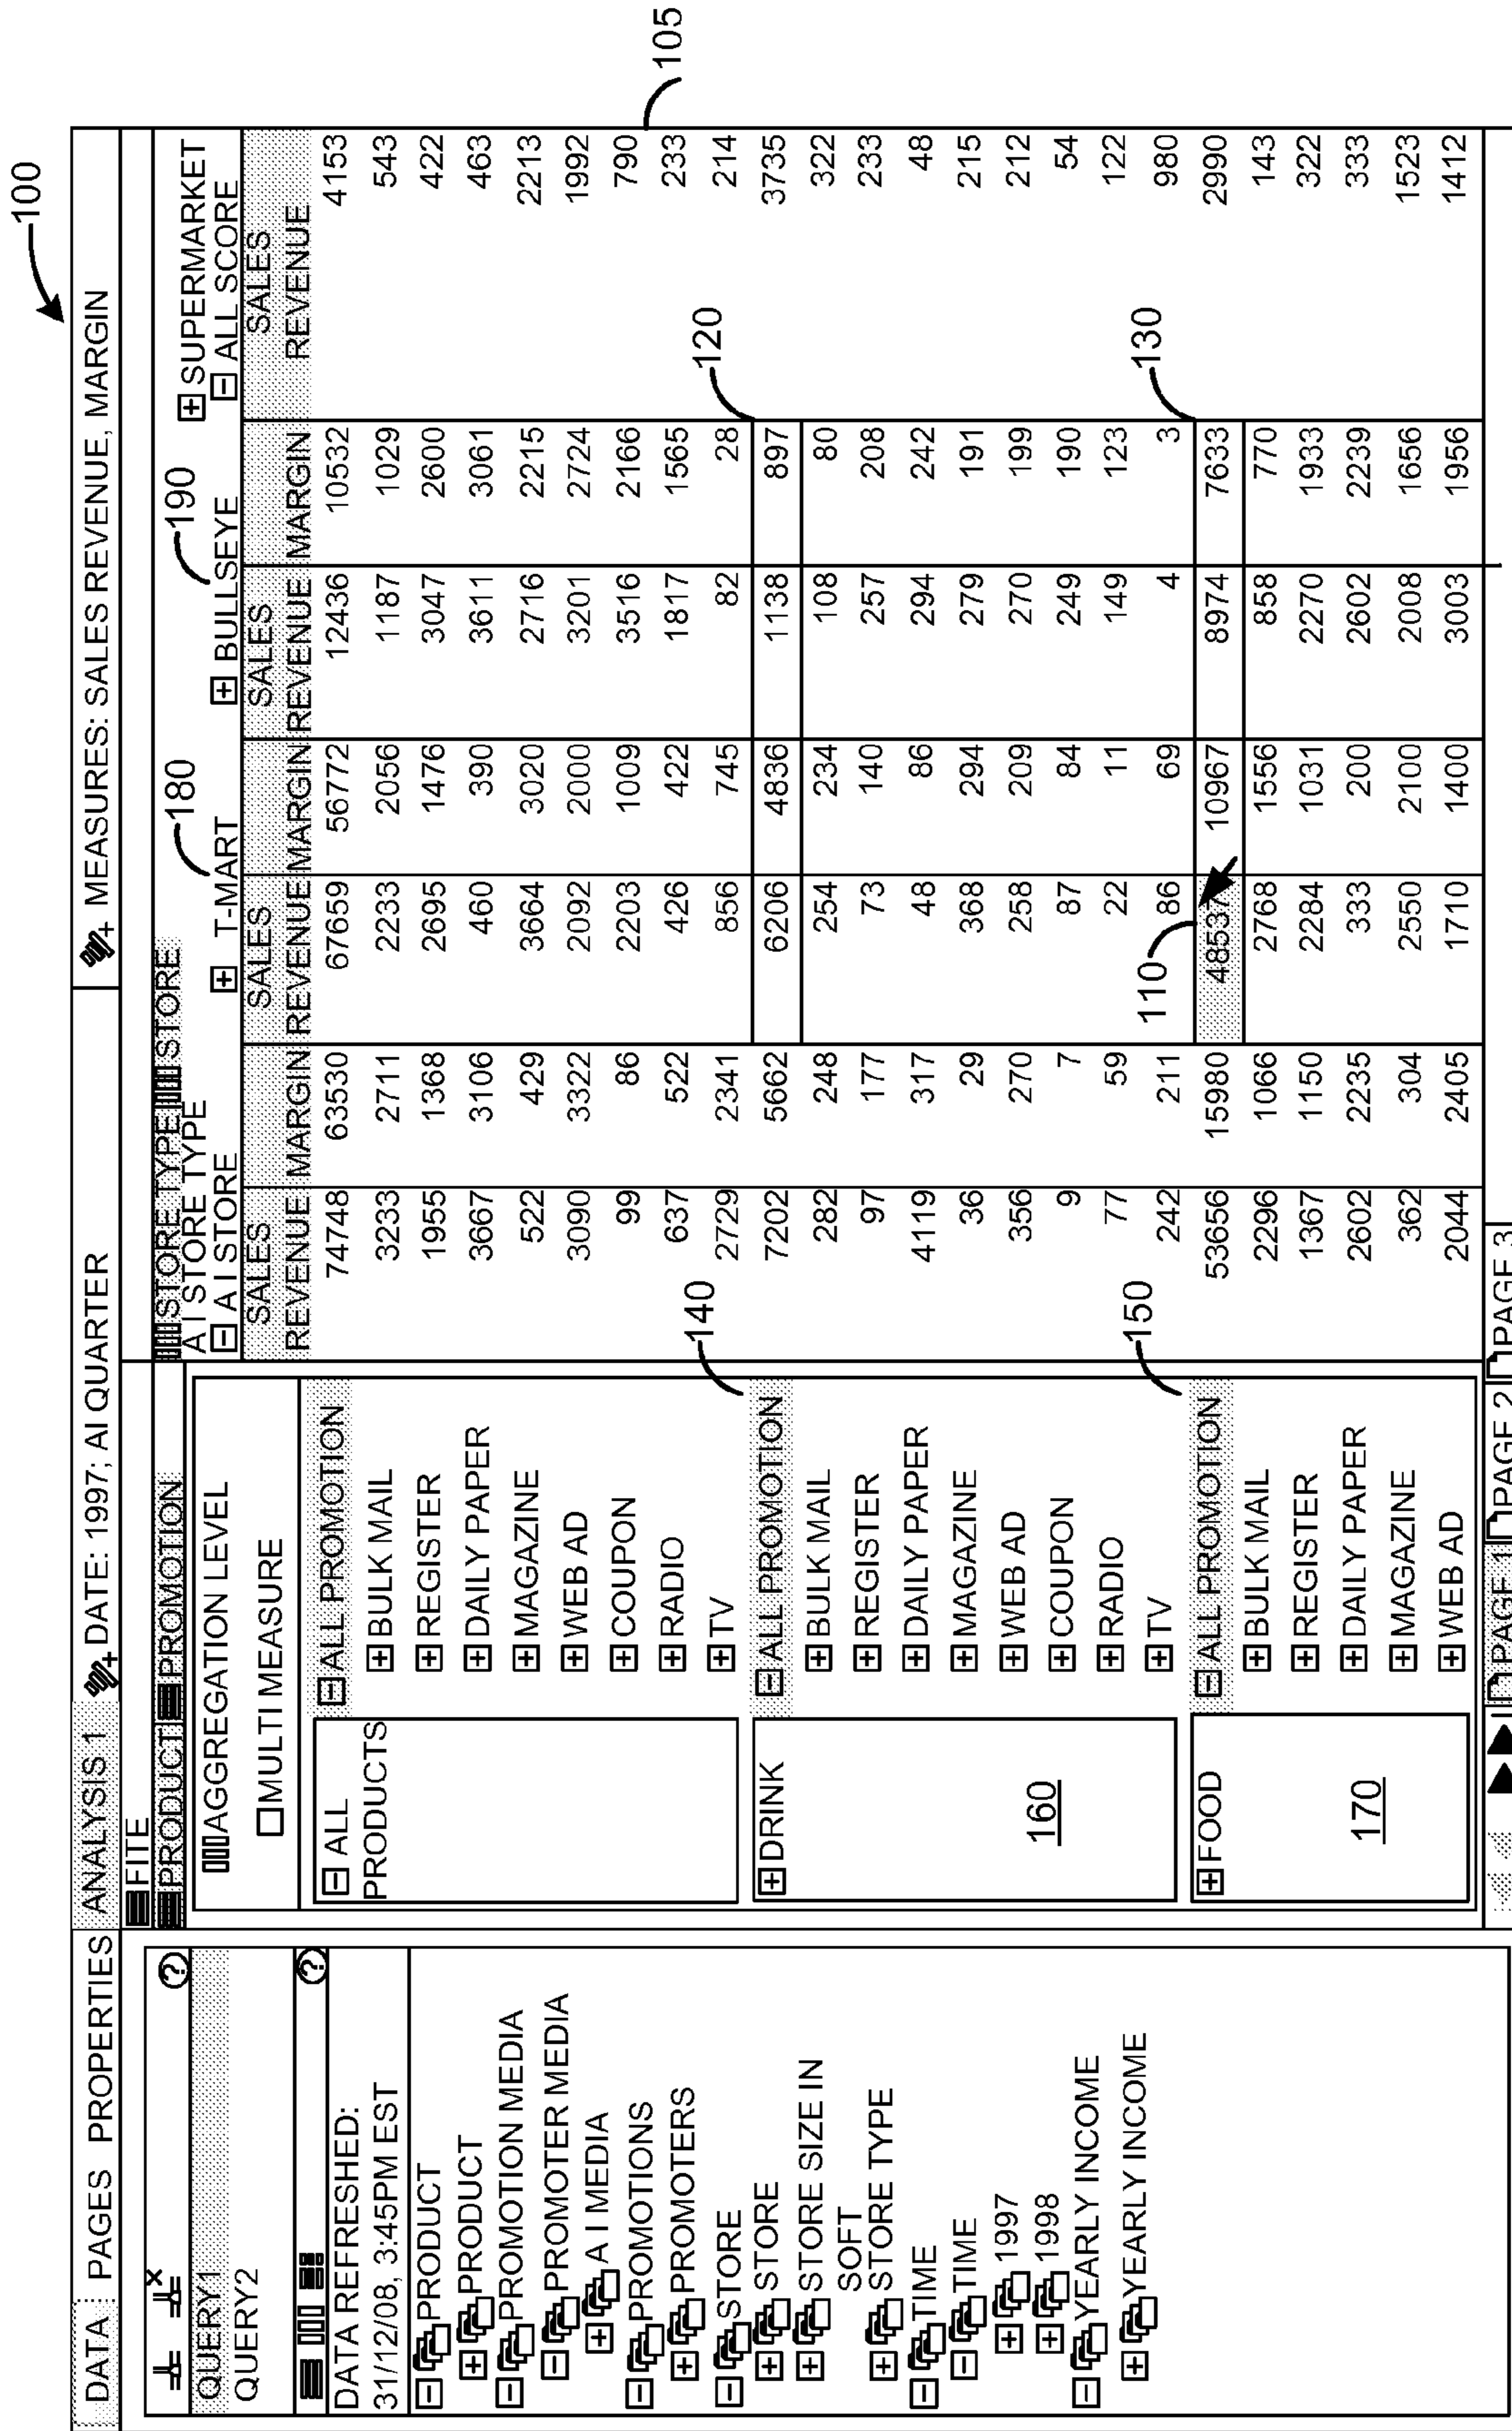 100
DATA PAGES PROPERTIES ANALYSIS 1 DATE: 1997; AI QUARTER MEASURES: SALES REVENUE, MARGIN
QUERY1
QUERY2
DATA REFRESHED:
31/12/08, 3:45PM EST
PRODUCT
PRODUCT
PROMOTION MEDIA
PROMOTER MEDIA
A I MEDIA
PROMOTIONS
PROMOTERS
STORE
STORE
STORE SIZE IN
SOFT
STORE TYPE
TIME
TIME
1997
1998
YEARLY INCOME
YEARLY INCOME
FITE
PRODUCT PROMOTION STORE TYPE STORE
AGGREGATION LEVEL
MULTI MEASURE
A I STORE TYPE 180 190 SUPERMARKET
A I STORE T-MART BULLSEYE ALL SCORE
SALES SALES SALES SALES
REVENUE MARGIN REVENUE MARGIN REVENUE MARGIN REVENUE
ALL PRODUCTS
ALL PROMOTION 74748 63530 67659 56772 12436 10532 4153
BULK MAIL 3233 2711 2233 2056 1187 1029 543
REGISTER 1955 1368 2695 1476 3047 2600 422
DAILY PAPER 3667 3106 460 390 3611 3061 463
MAGAZINE 522 429 3664 3020 2716 2215 2213
WEB AD 3090 3322 2092 2000 3201 2724 1992
COUPON 99 86 2203 1009 3516 2166 790
105
RADIO 637 522 426 422 1817 1565 233
TV 2729 2341 856 745 82 28 214
140 120
DRINK
160
ALL PROMOTION 7202 5662 6206 4836 1138 897 3735
BULK MAIL 282 248 254 234 108 80 322
REGISTER 97 177 73 140 257 208 233
DAILY PAPER 4119 317 48 86 294 242 48
MAGAZINE 36 29 368 294 279 191 215
WEB AD 356 270 258 209 270 199 212
COUPON 9 7 87 84 249 190 54
RADIO 77 59 22 11 149 123 122
TV 242 211 86 69 4 3 980
150 110 130
FOOD
170
ALL PROMOTION 53656 15980 48537 10967 8974 7633 2990
BULK MAIL 2296 1066 2768 1556 858 770 143
REGISTER 1367 1150 2284 1031 2270 1933 322
DAILY PAPER 2602 2235 333 200 2602 2239 333
MAGAZINE 362 304 2550 2100 2008 1656 1523
WEB AD 2044 2405 1710 1400 3003 1956 1412
PAGE 1 PAGE 2 PAGE 3